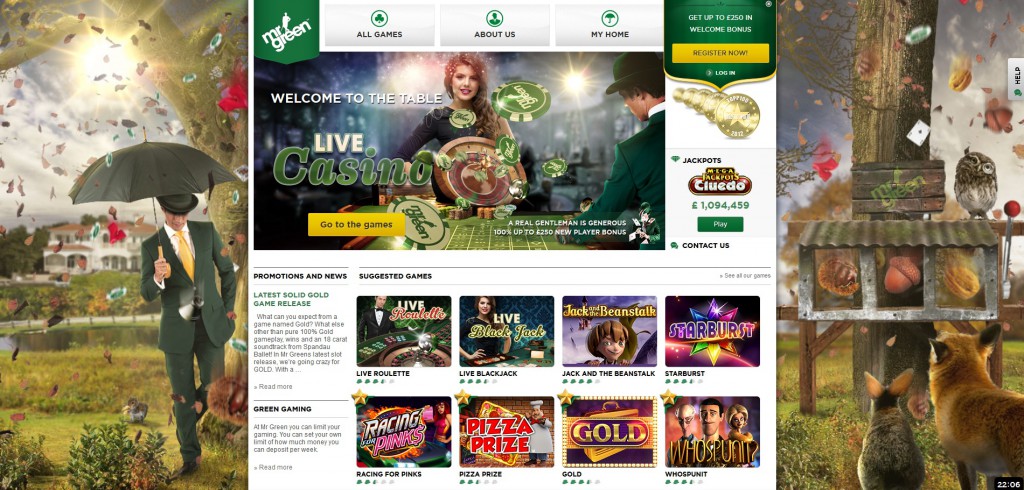 mr
green
ALL GAMES
ABOUT US
MY HOME
GET UP TO £250 IN
WELCOME BONUS
REGISTER NOW!
LOG IN
HELP
WELCOME TO THE TABLE
LIVE
Casino
Go to the games
A REAL GENTLEMAN IS GENEROUS
100% UP TO £250 NEW PLAYER BONUS
2012
JACKPOTS
MEGA
JACKPOTS
Cluedo
£ 1,094,459
Play
CONTACT US
PROMOTIONS AND NEWS
SUGGESTED GAMES
» See all our games
LATEST SOLID GOLD
GAME RELEASE
What can you expect from a
game named Gold? What else
other than pure 100% Gold
gameplay, wins and an 18 carat
soundtrack from Spandau
Ballet! In Mr Greens latest slot
release, we're going crazy for
GOLD. With a ...
» Read more
GREEN GAMING
At Mr Green you can limit your
gaming. You can set your own
limit of how much money you
can deposit per week.
» Read more
LIVE
Roulette
LIVE
Black Jack
Jack and the Beanstalk
STARBURST
LIVE ROULETTE
LIVE BLACKJACK
JACK AND THE BEANSTALK
STARBURST
RACING
FOR
PINKS
PIZZA
PRIZE
GOLD
WHOSPUNIT
RACING FOR PINKS
PIZZA PRIZE
GOLD
WHOSPUNIT
22:06